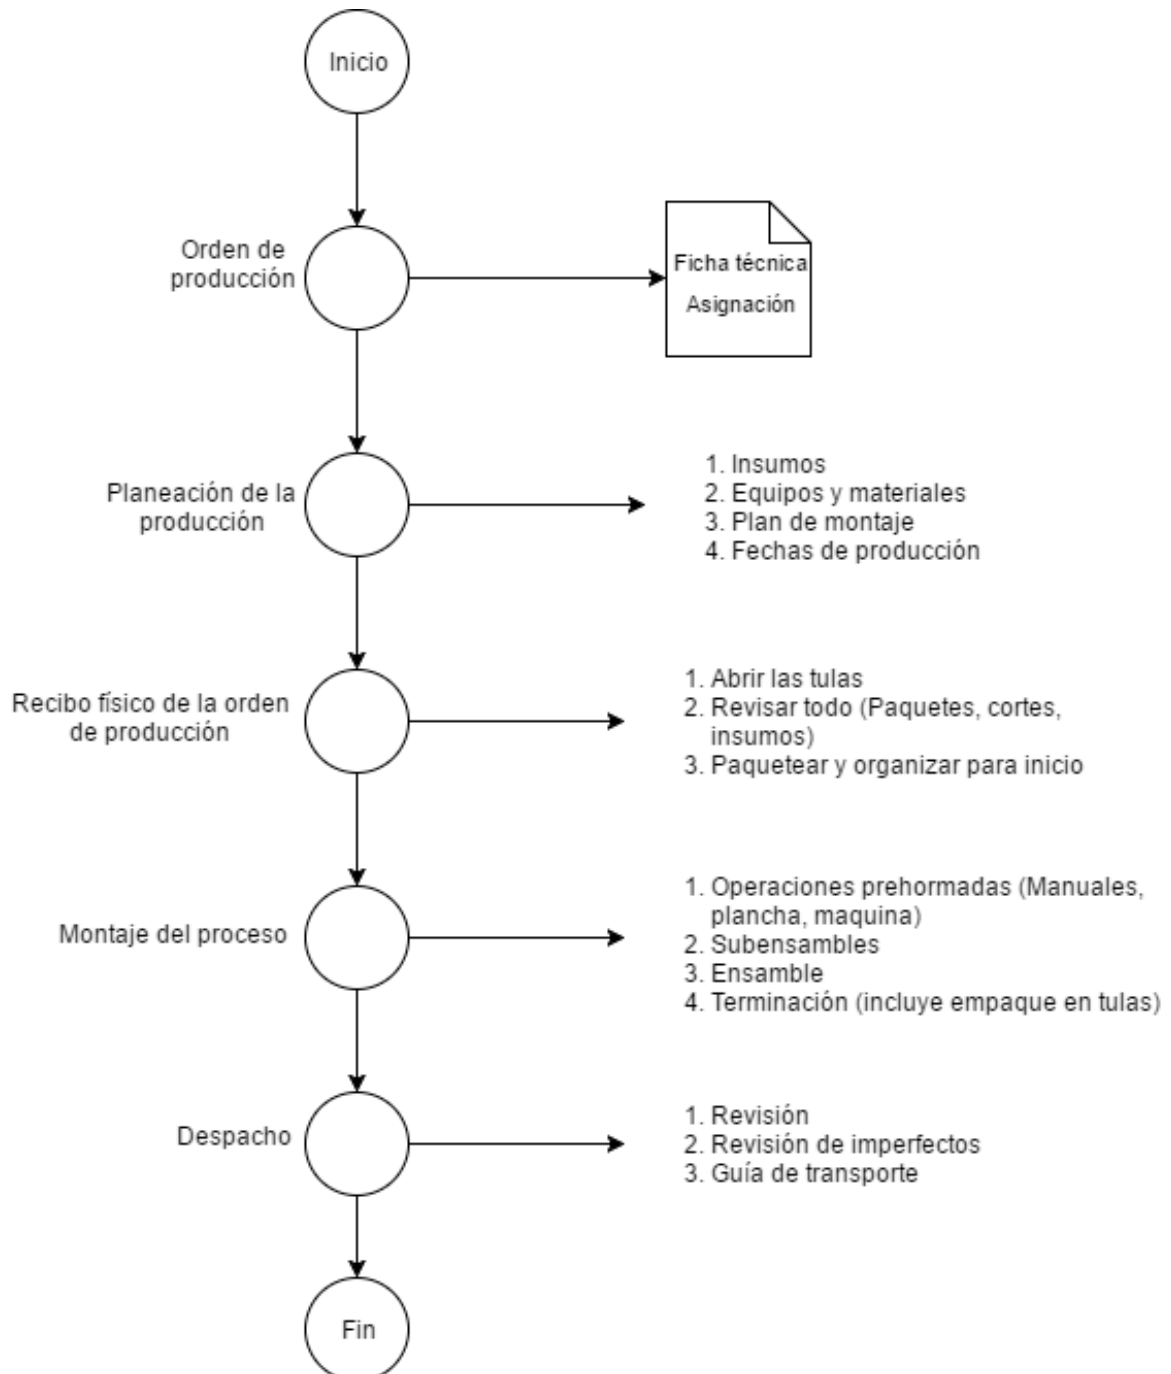 Inicio
Orden de
producción
Ficha técnica
Asignación
Planeación de la
producción
1. Insumos
2. Equipos y materiales
3. Plan de montaje
4. Fechas de producción
Recibo físico de la orden
de producción
1. Abrir las tulas
2. Revisar todo (Paquetes, cortes,
insumos)
3. Paquetear y organizar para inicio
Montaje del proceso
1. Operaciones prehormadas (Manuales,
plancha, maquina)
2. Subensambles
3. Ensamble
4. Terminación (incluye empaque en tulas)
Despacho
1. Revisión
2. Revisión de imperfectos
3. Guía de transporte
Fin